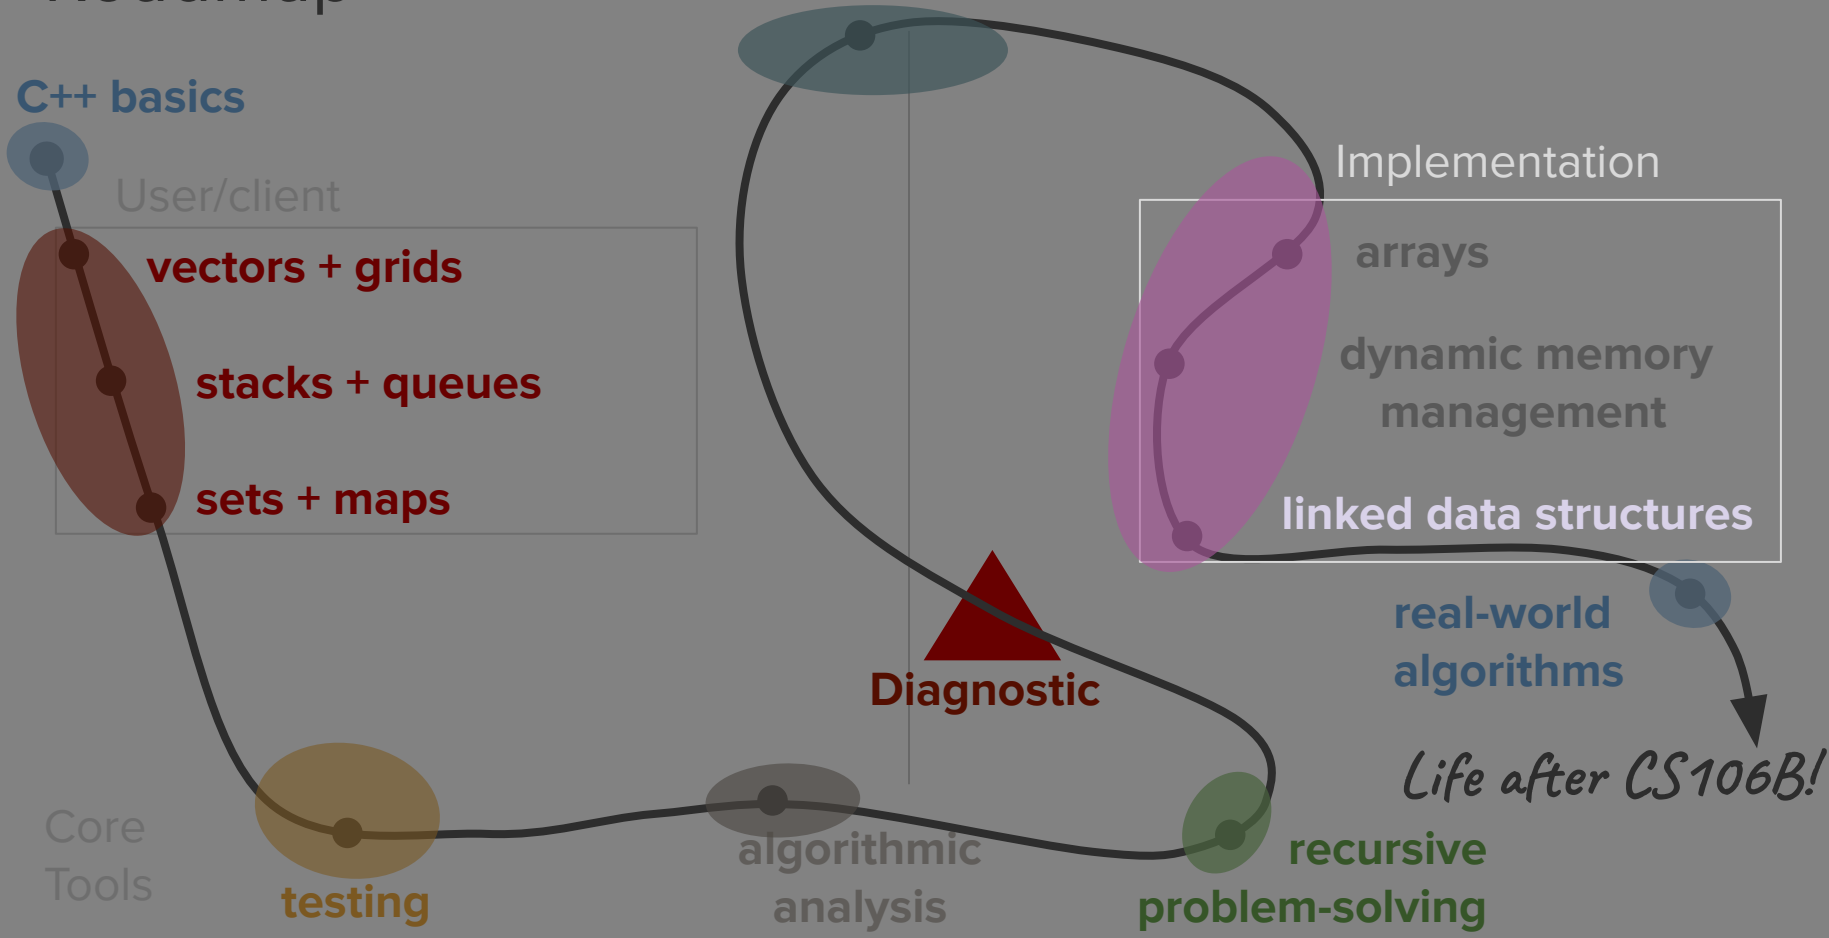 Roadmap
C++ basics
User/client
vectors + grids
stacks + queues
sets + maps
Core
Tools
testing
algorithmic
analysis
Diagnostic
recursive
problem-solving
Implementation
arrays
dynamic memory
management
linked data structures
real-world
algorithms
Life after CS106B!